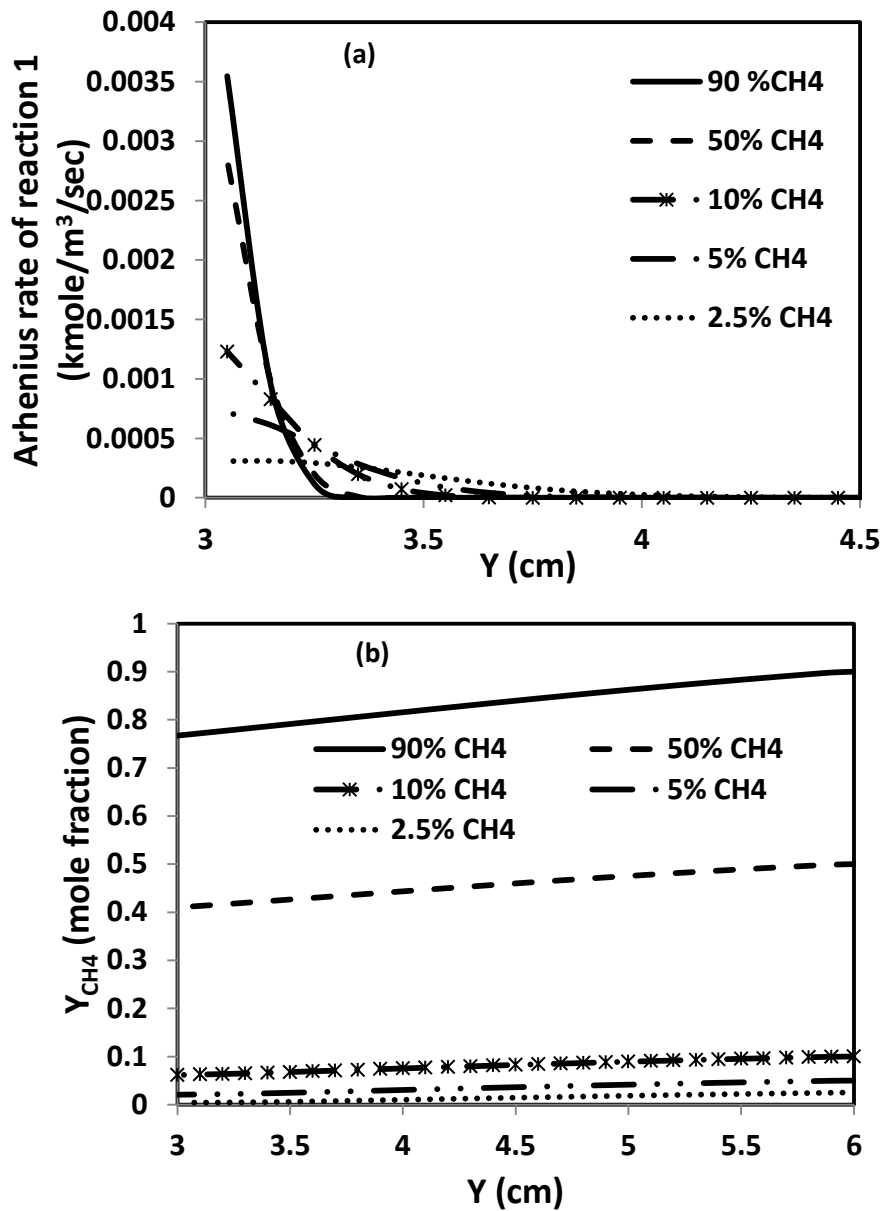 (a)
Arhenius rate of reaction 1
(kmole/m³/sec)
0.004
0.0035
0.003
0.0025
0.002
0.0015
0.001
0.0005
0
90 %CH4
50% CH4
10% CH4
5% CH4
2.5% CH4
3
3.5
4
4.5
Y (cm)
(b)
Y_CH4 (mole fraction)
1
0.9
0.8
0.7
0.6
0.5
0.4
0.3
0.2
0.1
0
90% CH4
50% CH4
10% CH4
5% CH4
2.5% CH4
3
3.5
4
4.5
5
5.5
6
Y (cm)